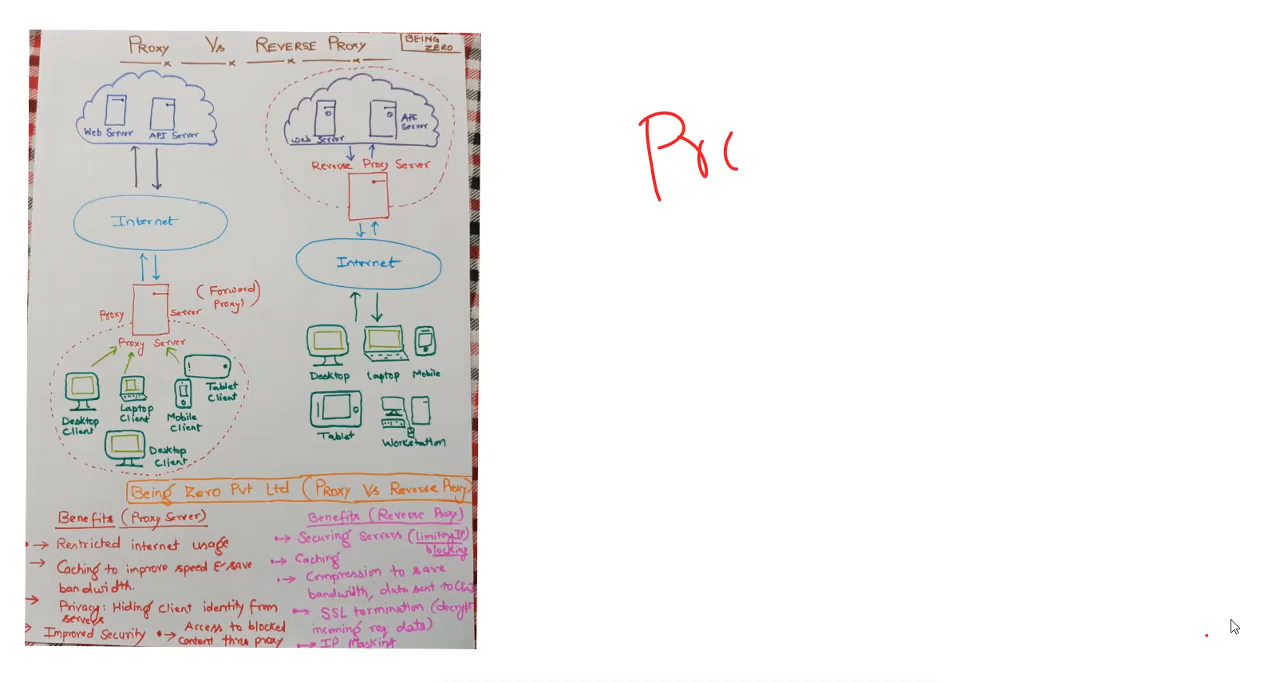 PROXY Vs REVERSE PROXY
BEING
ZERO
Web Server API Server
Internet
(Forward
Proxy)
Proxy Server
Proxy Server
Tablet
Client
Desktop
Client
Laptop
Client
Mobile
Client
Desktop
Client
Web Server
API
Server
Reverse Proxy Server
Internet
Desktop Laptop Mobile
Tablet Workstation
Being Zero Pvt Ltd (PROXY Vs REVERSE Proxy
Benefits (Proxy Server)
→ Restricted internet usage
→ Caching to improve speed & save
bandwidth.
→ Privacy: Hiding client identity from
servers
→ Improved Security •→ Access to blocked
content thru proxy
Benefits (Reverse Proxy)
→ Securing Servers (limiting IP)
blocking
→ Caching
•→ Compression to save
bandwidth, data sent to
→ SSL termination (decrypt
incoming req data)
→ IP Masking
Pro